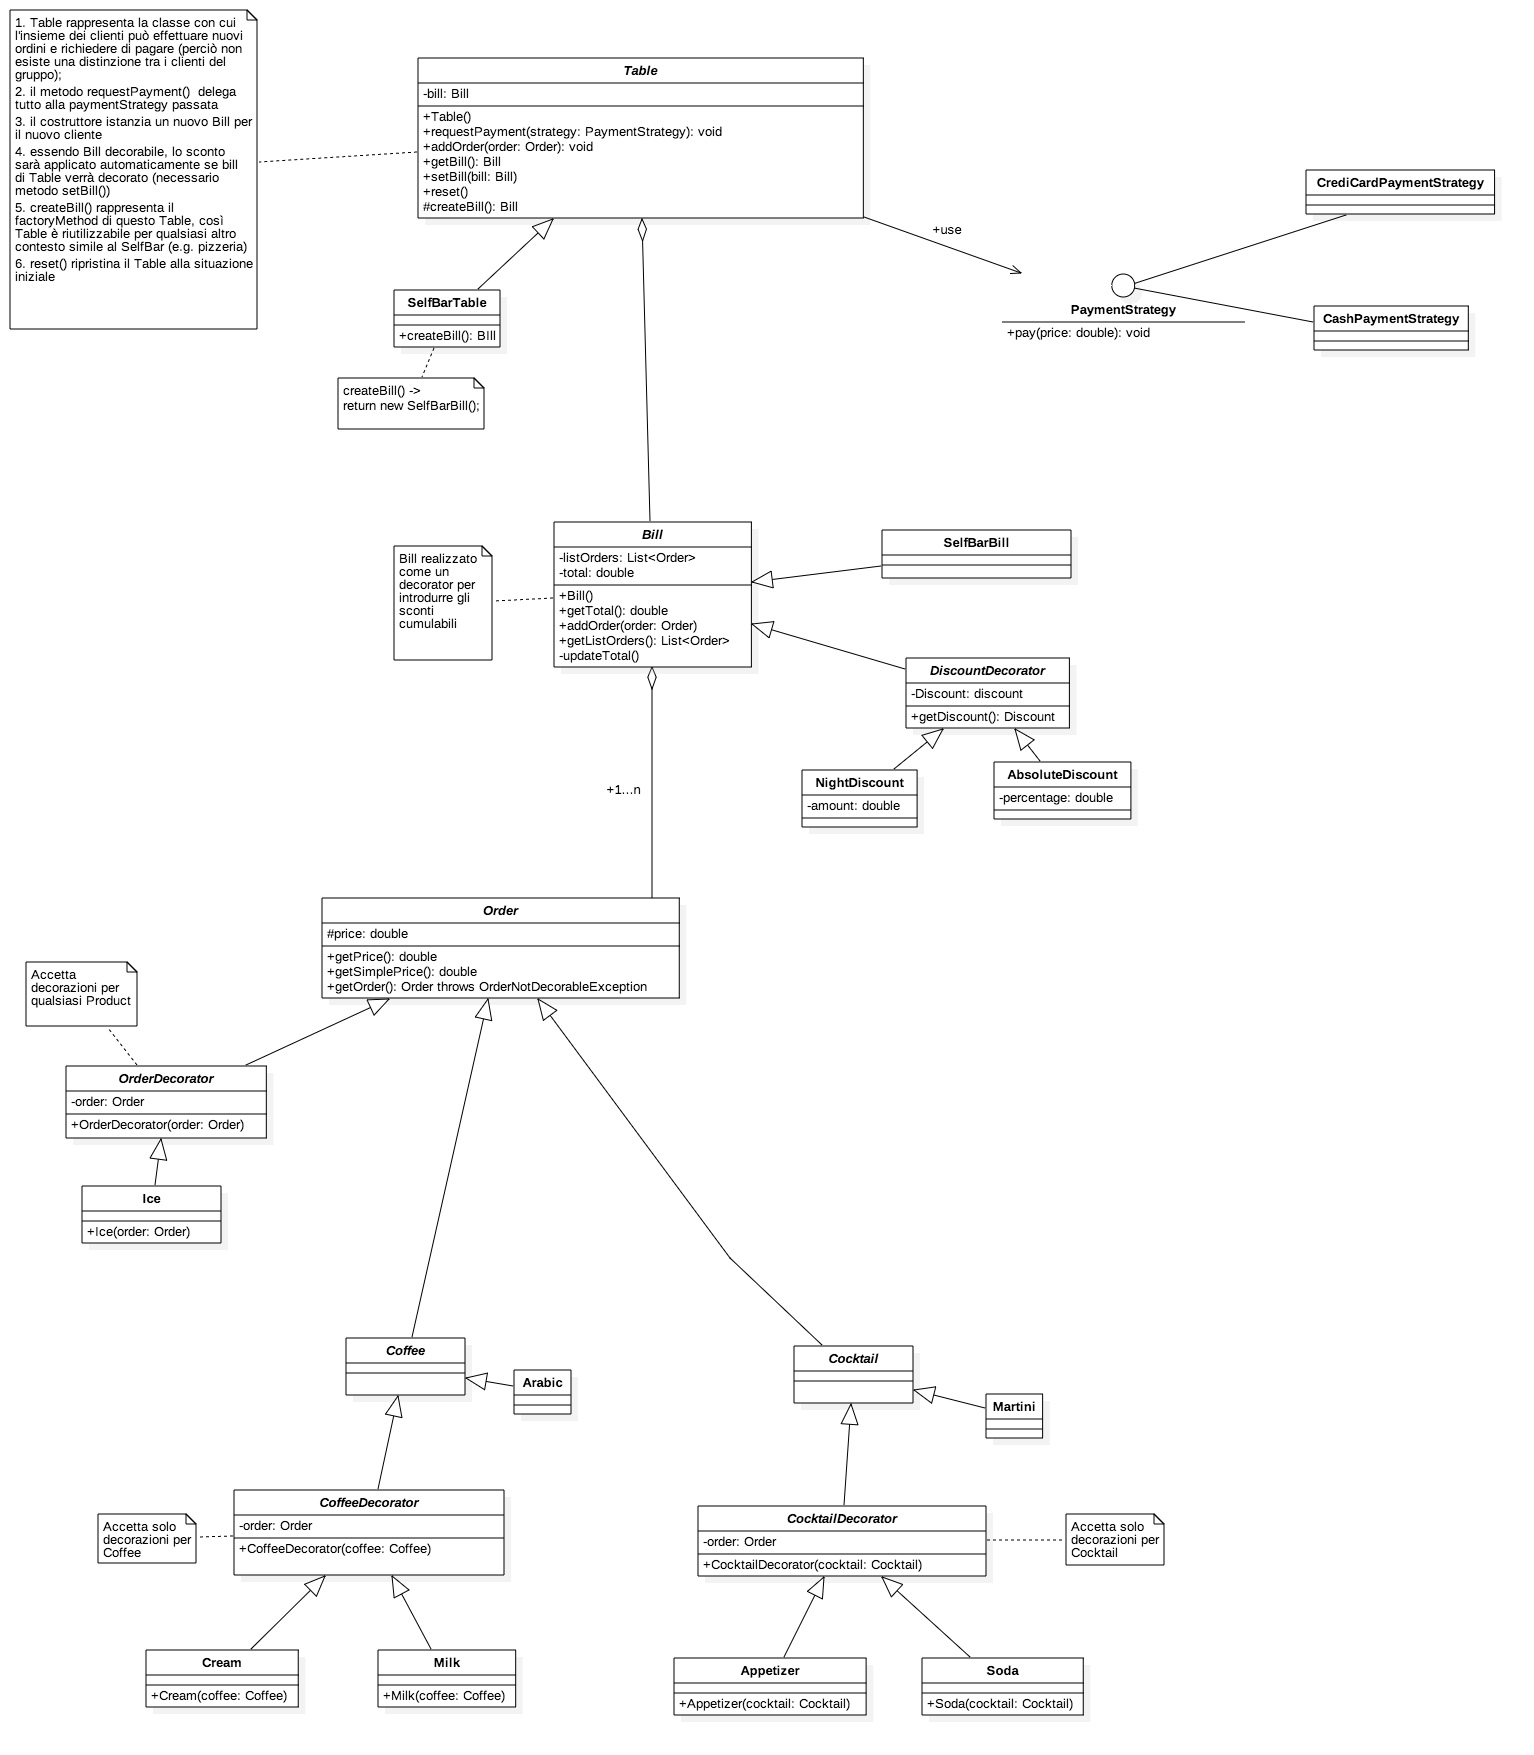 1. Table rappresenta la classe con cui
l'insieme dei clienti può effettuare nuovi
ordini e richiedere di pagare (perciò non
esiste una distinzione tra i clienti del
gruppo);
2. il metodo requestPayment()  delega
tutto alla paymentStrategy passata
3. il costruttore istanzia un nuovo Bill per
il nuovo cliente
4. essendo Bill decorabile, lo sconto
sarà applicato automaticamente se bill
di Table verrà decorato (necessario
metodo setBill())
5. createBill() rappresenta il
factoryMethod di questo Table, così
Table è riutilizzabile per qualsiasi altro
contesto simile al SelfBar (e.g. pizzeria)
6. reset() ripristina il Table alla situazione
iniziale
Table
-bill: Bill
+Table()
+requestPayment(strategy: PaymentStrategy): void
+addOrder(order: Order): void
+getBill(): Bill
+setBill(bill: Bill)
+reset()
#createBill(): Bill
+use
CrediCardPaymentStrategy
PaymentStrategy
+pay(price: double): void
CashPaymentStrategy
SelfBarTable
+createBill(): BIll
createBill() ->
return new SelfBarBill();
Bill
-listOrders: List<Order>
-total: double
+Bill()
+getTotal(): double
+addOrder(order: Order)
+getListOrders(): List<Order>
-updateTotal()
Bill realizzato
come un
decorator per
introdurre gli
sconti
cumulabili
SelfBarBill
DiscountDecorator
-Discount: discount
+getDiscount(): Discount
NightDiscount
-amount: double
AbsoluteDiscount
-percentage: double
+1...n
Order
#price: double
+getPrice(): double
+getSimplePrice(): double
+getOrder(): Order throws OrderNotDecorableException
Accetta
decorazioni per
qualsiasi Product
OrderDecorator
-order: Order
+OrderDecorator(order: Order)
Ice
+Ice(order: Order)
Coffee
Arabic
Cocktail
Martini
CoffeeDecorator
-order: Order
+CoffeeDecorator(coffee: Coffee)
Accetta solo
decorazioni per
Coffee
CocktailDecorator
-order: Order
+CocktailDecorator(cocktail: Cocktail)
Accetta solo
decorazioni per
Cocktail
Cream
+Cream(coffee: Coffee)
Milk
+Milk(coffee: Coffee)
Appetizer
+Appetizer(cocktail: Cocktail)
Soda
+Soda(cocktail: Cocktail)